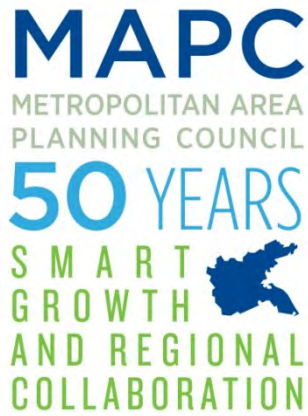 MAPC
METROPOLITAN AREA
PLANNING COUNCIL
50 YEARS
SMART
GROWTH
AND REGIONAL
COLLABORATION